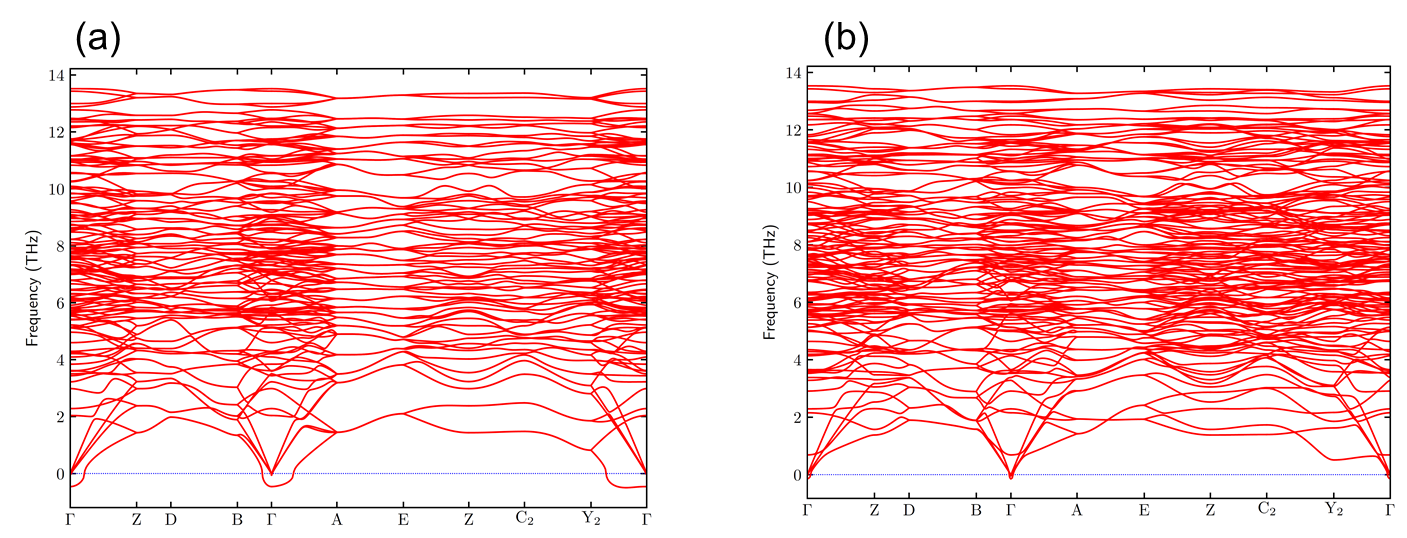 (a)
(b)
14
12
10
8
6
4
2
0
Frequency (THz)
Γ Z D B Γ A E Z C₂ Y₂ Γ
14
12
10
8
6
4
2
0
Frequency (THz)
Γ Z D B Γ A E Z C₂ Y₂ Γ